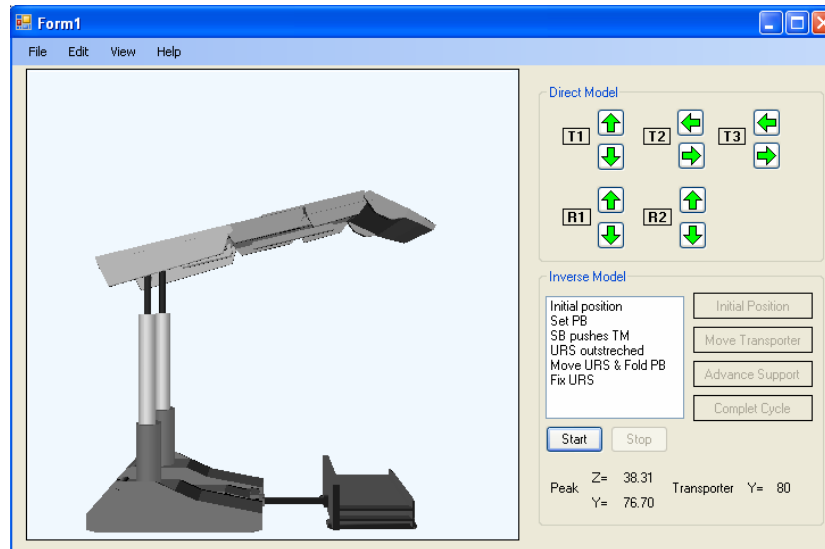 Form1
File Edit View Help
Direct Model
T1 T2 T3
R1 R2
Inverse Model
Initial position
Set PB
SB pushes TM
URS outstreched
Move URS & Fold PB
Fix URS
Initial Position
Move Transporter
Advance Support
Complet Cycle
Start Stop
Peak Z= 38.31 Transporter Y= 80
Y= 76.70